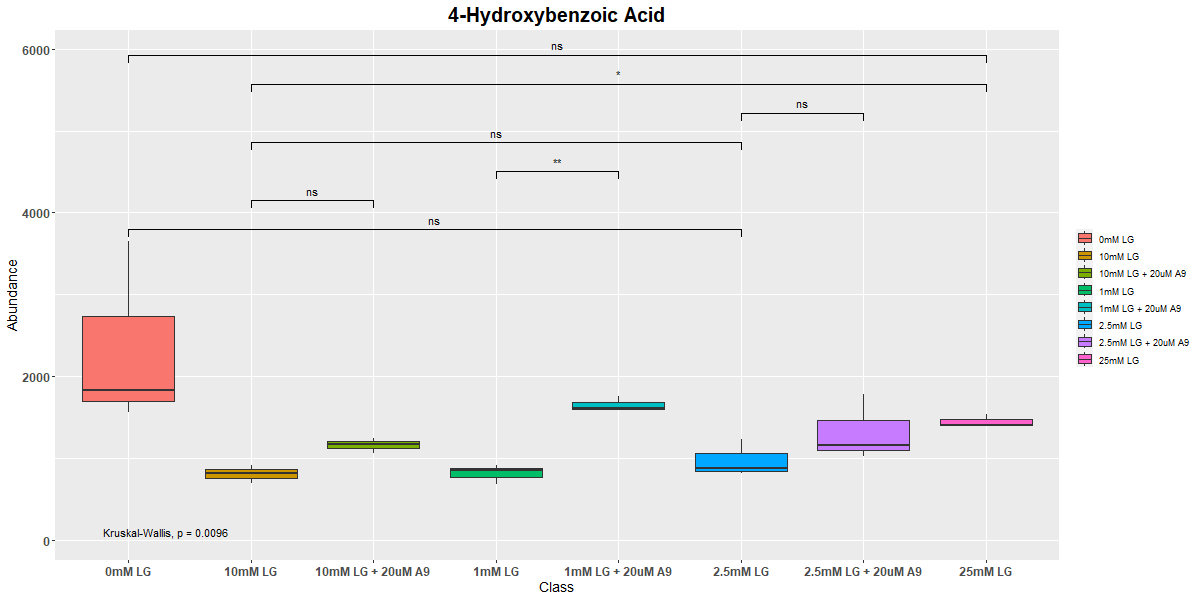 4-Hydroxybenzoic Acid
6000
4000
2000
0
Abundance
ns
*
ns
ns
**
ns
ns
Kruskal-Wallis, p = 0.0096
0mM LG
10mM LG
10mM LG + 20uM A9
1mM LG
1mM LG + 20uM A9
2.5mM LG
2.5mM LG + 20uM A9
25mM LG
Class
0mM LG
10mM LG
10mM LG + 20uM A9
1mM LG
1mM LG + 20uM A9
2.5mM LG
2.5mM LG + 20uM A9
25mM LG